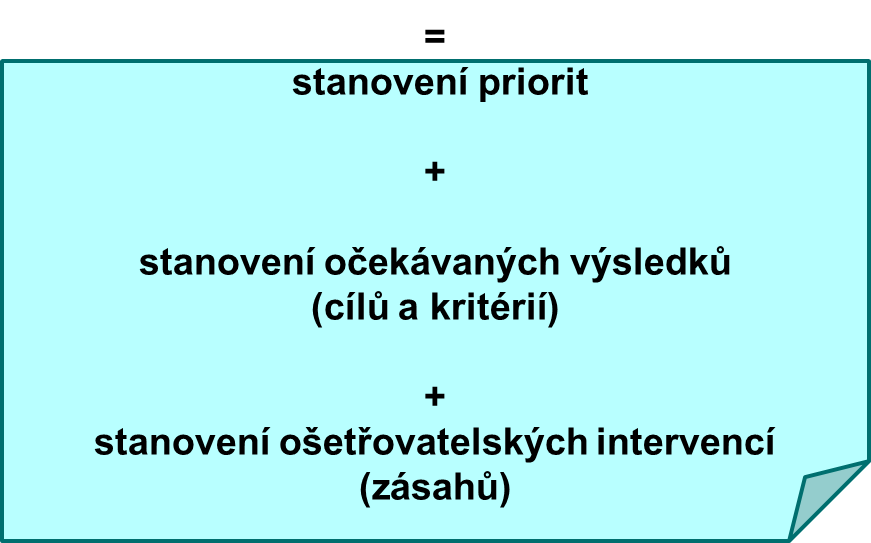 =
stanovení priorit
+
stanovení očekávaných výsledků
(cílů a kritérií)
+
stanovení ošetřovatelských intervencí
(zásahů)